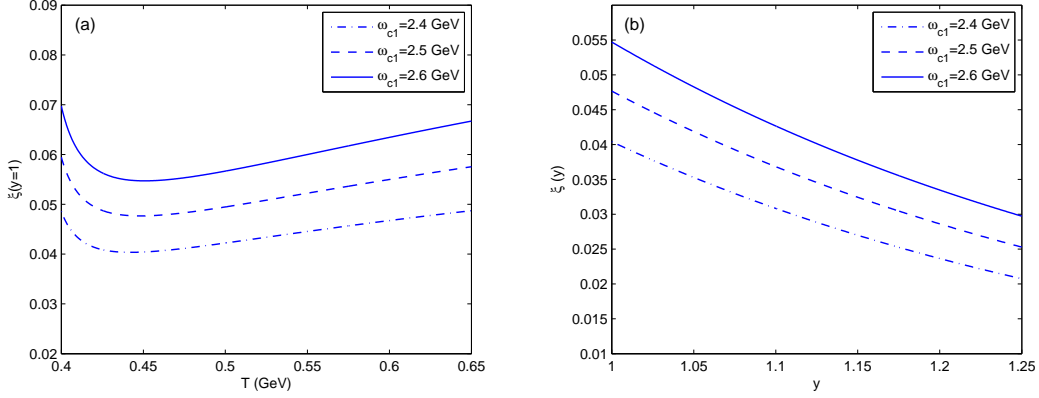 (a)
ω_c1=2.4 GeV
ω_c1=2.5 GeV
ω_c1=2.6 GeV
0.09
0.08
0.07
0.06
0.05
0.04
0.03
0.02
ξ(y=1)
0.4 0.45 0.5 0.55 0.6 0.65
T (GeV)
(b)
ω_c1=2.4 GeV
ω_c1=2.5 GeV
ω_c1=2.6 GeV
0.055
0.05
0.045
0.04
0.035
0.03
0.025
0.02
0.015
0.01
ξ (y)
1 1.05 1.1 1.15 1.2 1.25
y